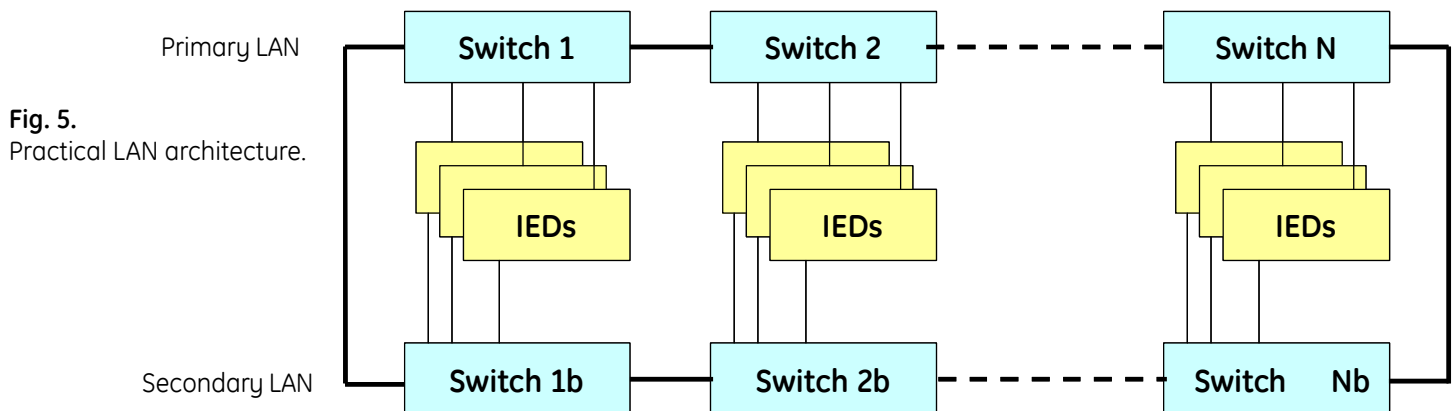 Primary LAN
Switch 1
Switch 2
Switch N
Fig. 5.
Practical LAN architecture.
IEDs
IEDs
IEDs
Secondary LAN
Switch 1b
Switch 2b
Switch Nb